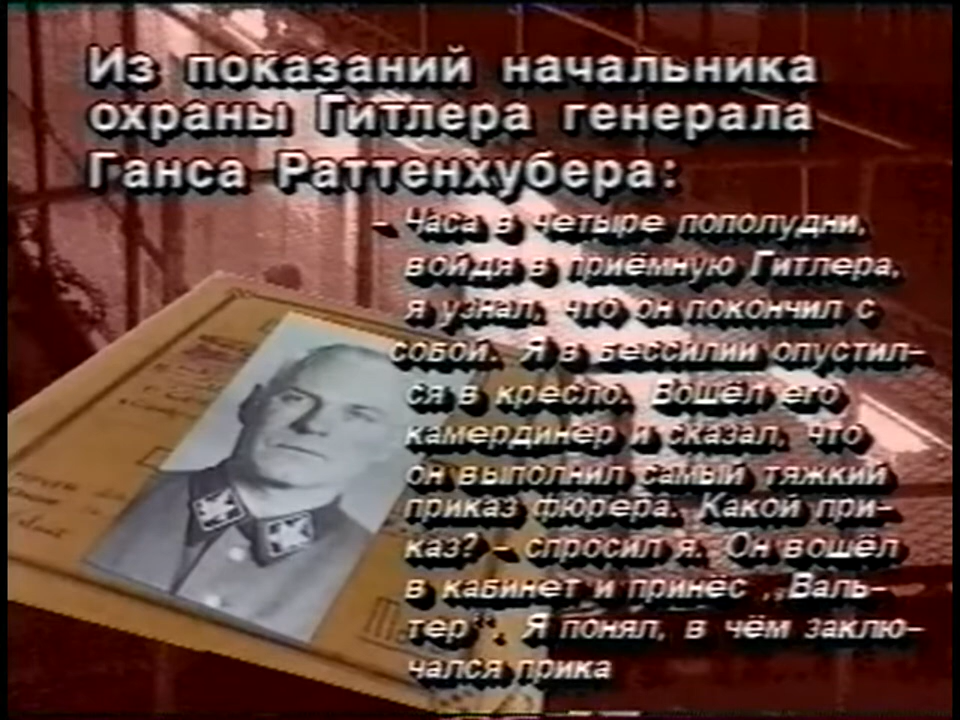 Из показаний начальника
охраны Гитлера генерала
Ганса Раттенхубера:
– Часа в четыре пополудни,
войдя в приёмную Гитлера,
я узнал, что он покончил с
собой. Я в бессилии опустил–
ся в кресло. Вошёл его
камердинер и сказал, что
он выполнил самый тяжкий
приказ фюрера. Какой при–
каз? – спросил я. Он вошёл
в кабинет и принёс „Валь–
тер“. Я понял, в чём заклю–
чался прика